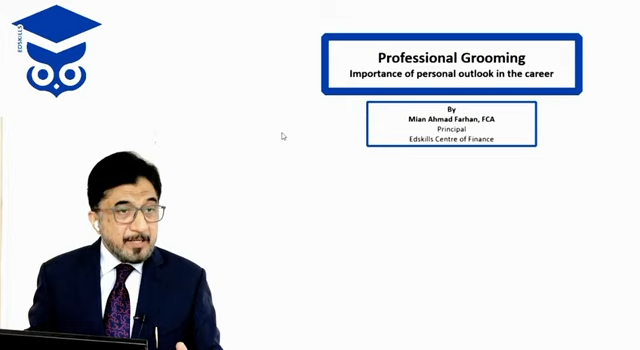 EDSKILLS
Professional Grooming
Importance of personal outlook in the career
By
Mian Ahmad Farhan, FCA
Principal
Edskills Centre of Finance